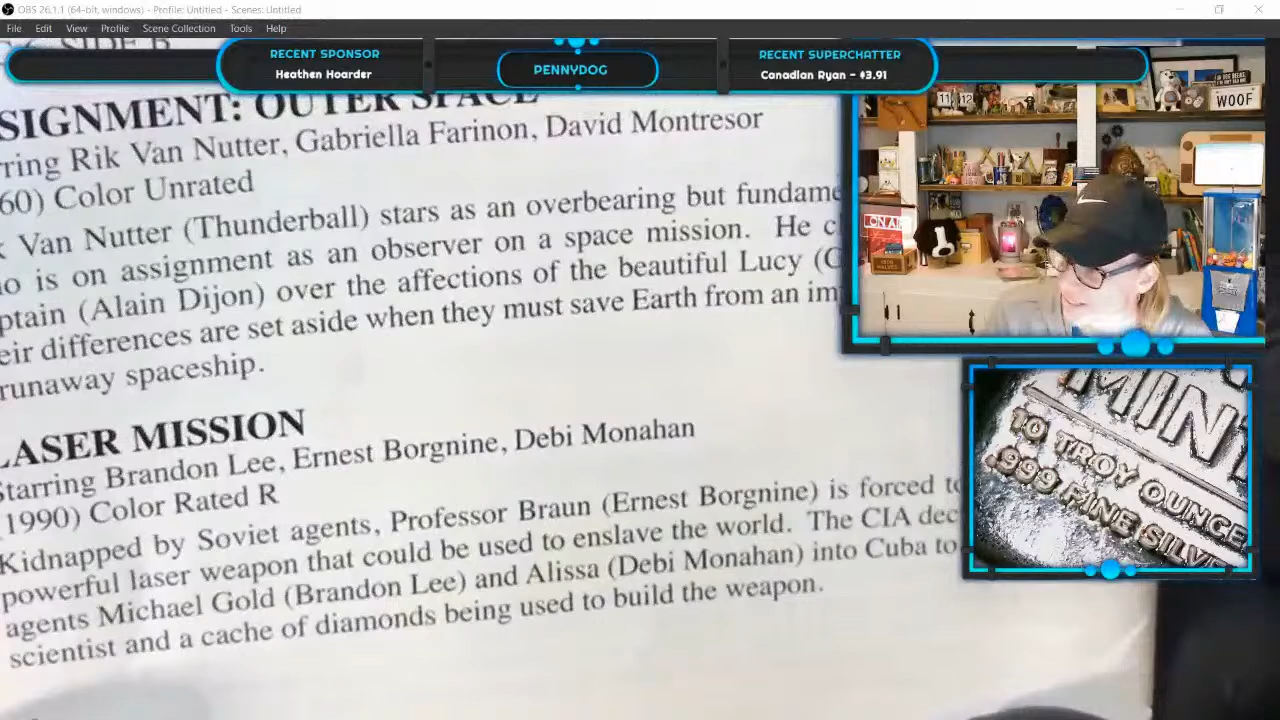 OBS 26.1.1 (64-bit, windows) - Profile: Untitled - Scenes: Untitled
File Edit View Profile Scene Collection Tools Help
SIDE B
RECENT SPONSOR
Heathen Hoarder
PENNYDOG
RECENT SUPERCHATTER
Canadian Ryan - $3.91
SIGNMENT: OUTER SPACE
rring Rik Van Nutter, Gabriella Farinon, David Montresor
60) Color Unrated
k Van Nutter (Thunderball) stars as an overbearing but fundame
o is on assignment as an observer on a space mission. He c
ptain (Alain Dijon) over the affections of the beautiful Lucy (G
eir differences are set aside when they must save Earth from an im
runaway spaceship.
LASER MISSION
Starring Brandon Lee, Ernest Borgnine, Debi Monahan
1990) Color Rated R
Kidnapped by Soviet agents, Professor Braun (Ernest Borgnine) is forced to
powerful laser weapon that could be used to enslave the world. The CIA dec
agents Michael Gold (Brandon Lee) and Alissa (Debi Monahan) into Cuba to
scientist and a cache of diamonds being used to build the weapon.
11 12
WOOF
ON AIR
MINT
10 TROY OUNCE
.999 FINE SILVE